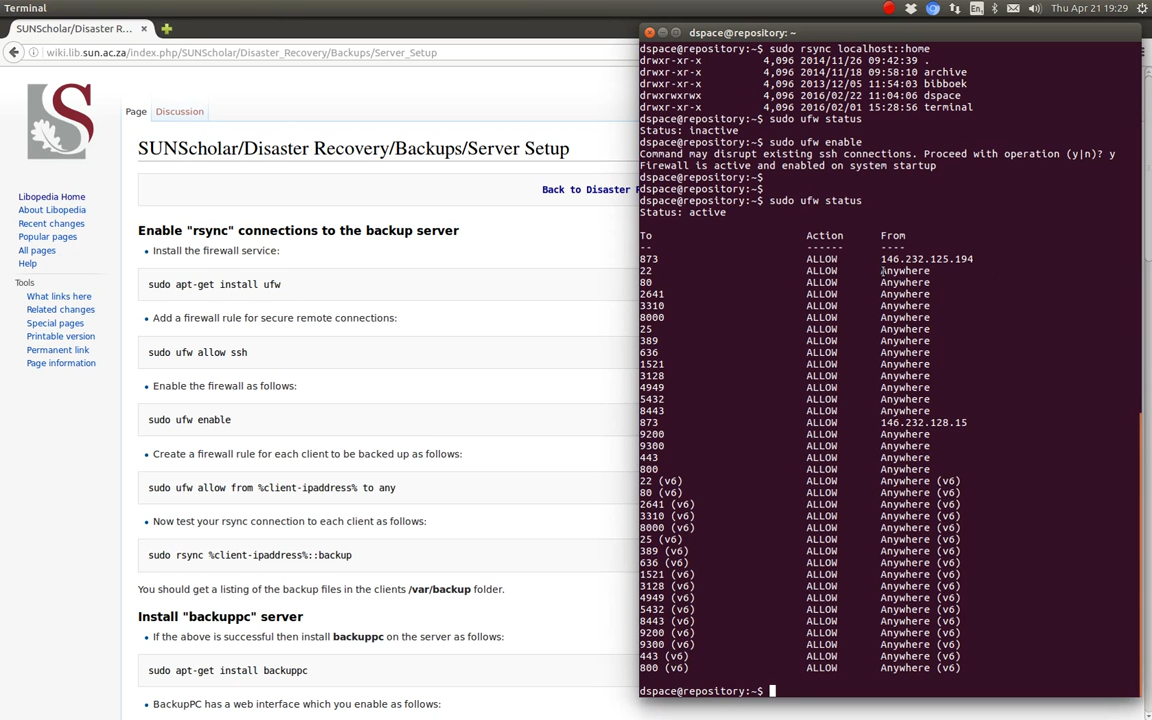 Terminal
En
Thu Apr 21 19:29
SUNScholar/Disaster R...
wiki.lib.sun.ac.za/index.php/SUNScholar/Disaster_Recovery/Backups/Server_Setup
S
Libopedia Home
About Libopedia
Recent changes
Popular pages
All pages
Help
Tools
What links here
Related changes
Special pages
Printable version
Permanent link
Page information
Page
Discussion
SUNScholar/Disaster Recovery/Backups/Server Setup
Back to Disaster
Enable "rsync" connections to the backup server
• Install the firewall service:
sudo apt-get install ufw
• Add a firewall rule for secure remote connections:
sudo ufw allow ssh
• Enable the firewall as follows:
sudo ufw enable
• Create a firewall rule for each client to be backed up as follows:
sudo ufw allow from %client-ipaddress% to any
• Now test your rsync connection to each client as follows:
sudo rsync %client-ipaddress%::backup
You should get a listing of the backup files in the clients /var/backup folder.
Install "backuppc" server
• If the above is successful then install backuppc on the server as follows:
sudo apt-get install backuppc
• BackupPC has a web interface which you enable as follows:
dspace@repository: ~
dspace@repository:~$ sudo rsync localhost::home
drwxr-xr-x 4,096 2014/11/26 09:42:39 .
drwxr-xr-x 4,096 2014/11/18 09:58:10 archive
drwxr-xr-x 4,096 2013/12/05 11:54:03 bibboek
drwxrwxrwx 4,096 2016/02/22 11:04:06 dspace
drwxr-xr-x 4,096 2016/02/01 15:28:56 terminal
dspace@repository:~$ sudo ufw status
Status: inactive
dspace@repository:~$ sudo ufw enable
Command may disrupt existing ssh connections. Proceed with operation (y|n)? y
Firewall is active and enabled on system startup
dspace@repository:~$
dspace@repository:~$
dspace@repository:~$ sudo ufw status
Status: active
To Action From
-- ------ ----
873 ALLOW 146.232.125.194
22 ALLOW Anywhere
80 ALLOW Anywhere
2641 ALLOW Anywhere
3310 ALLOW Anywhere
8000 ALLOW Anywhere
25 ALLOW Anywhere
389 ALLOW Anywhere
636 ALLOW Anywhere
1521 ALLOW Anywhere
3128 ALLOW Anywhere
4949 ALLOW Anywhere
5432 ALLOW Anywhere
8443 ALLOW Anywhere
873 ALLOW 146.232.128.15
9200 ALLOW Anywhere
9300 ALLOW Anywhere
443 ALLOW Anywhere
800 ALLOW Anywhere
22 (v6) ALLOW Anywhere (v6)
80 (v6) ALLOW Anywhere (v6)
2641 (v6) ALLOW Anywhere (v6)
3310 (v6) ALLOW Anywhere (v6)
8000 (v6) ALLOW Anywhere (v6)
25 (v6) ALLOW Anywhere (v6)
389 (v6) ALLOW Anywhere (v6)
636 (v6) ALLOW Anywhere (v6)
1521 (v6) ALLOW Anywhere (v6)
3128 (v6) ALLOW Anywhere (v6)
4949 (v6) ALLOW Anywhere (v6)
5432 (v6) ALLOW Anywhere (v6)
8443 (v6) ALLOW Anywhere (v6)
9200 (v6) ALLOW Anywhere (v6)
9300 (v6) ALLOW Anywhere (v6)
443 (v6) ALLOW Anywhere (v6)
800 (v6) ALLOW Anywhere (v6)
dspace@repository:~$